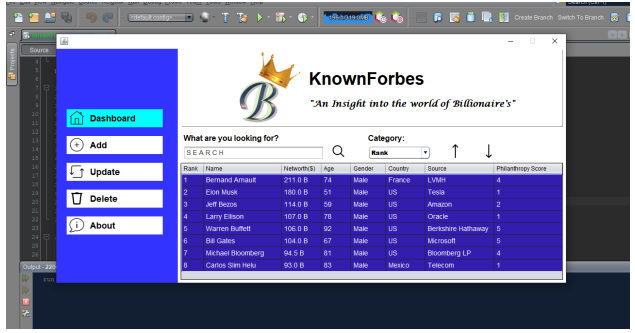 <default config>
Create Branch Switch To Branch
Projects
Source
KnownForbes
"An Insight into the world of Billionaire's"
B
Dashboard
Add
Update
Delete
About
What are you looking for?
Category:
SEARCH
Rank
Rank Name Networth($) Age Gender Country Source Philanthropy Score
1 Bernand Arnault 211.0 B 74 Male France LVMH 4
2 Elon Musk 180.0 B 51 Male US Tesla 1
3 Jeff Bezos 114.0 B 59 Male US Amazon 2
4 Larry Ellison 107.0 B 78 Male US Oracle 1
5 Warren Buffett 106.0 B 92 Male US Berkshire Hathaway 5
6 Bill Gates 104.0 B 67 Male US Microsoft 5
7 Michael Bloomberg 94.5 B 81 Male US Bloomberg LP 4
8 Carlos Slim Helu 93.0 B 83 Male Mexico Telecom 1